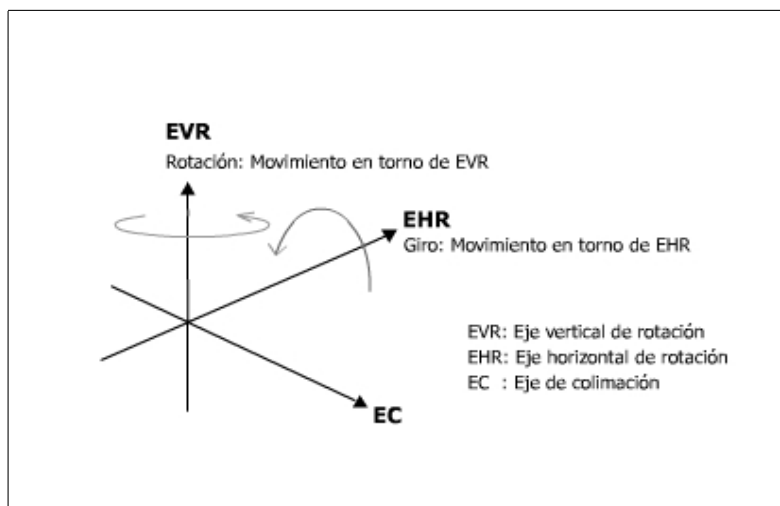 EVR
Rotación: Movimiento en torno de EVR
EHR
Giro: Movimiento en torno de EHR
EVR: Eje vertical de rotación
EHR: Eje horizontal de rotación
EC : Eje de colimación
EC